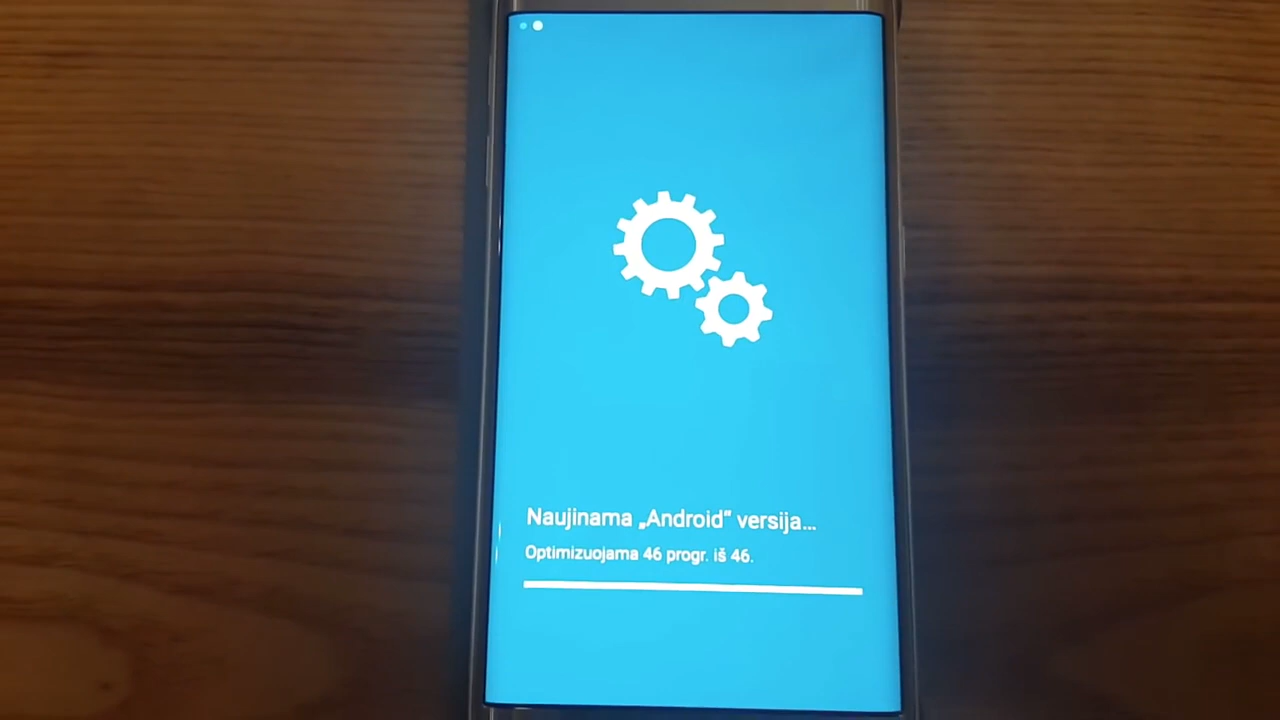 Naujinama „Android“ versija...
Optimizuojama 46 progr. iš 46.